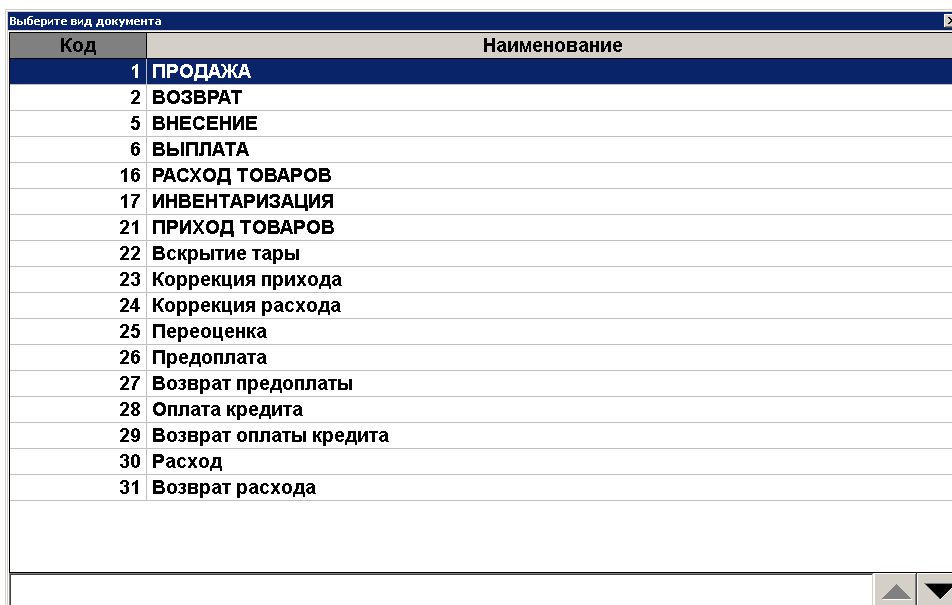 Выберите вид документа
Код Наименование
1 ПРОДАЖА
2 ВОЗВРАТ
5 ВНЕСЕНИЕ
6 ВЫПЛАТА
16 РАСХОД ТОВАРОВ
17 ИНВЕНТАРИЗАЦИЯ
21 ПРИХОД ТОВАРОВ
22 Вскрытие тары
23 Коррекция прихода
24 Коррекция расхода
25 Переоценка
26 Предоплата
27 Возврат предоплаты
28 Оплата кредита
29 Возврат оплаты кредита
30 Расход
31 Возврат расхода